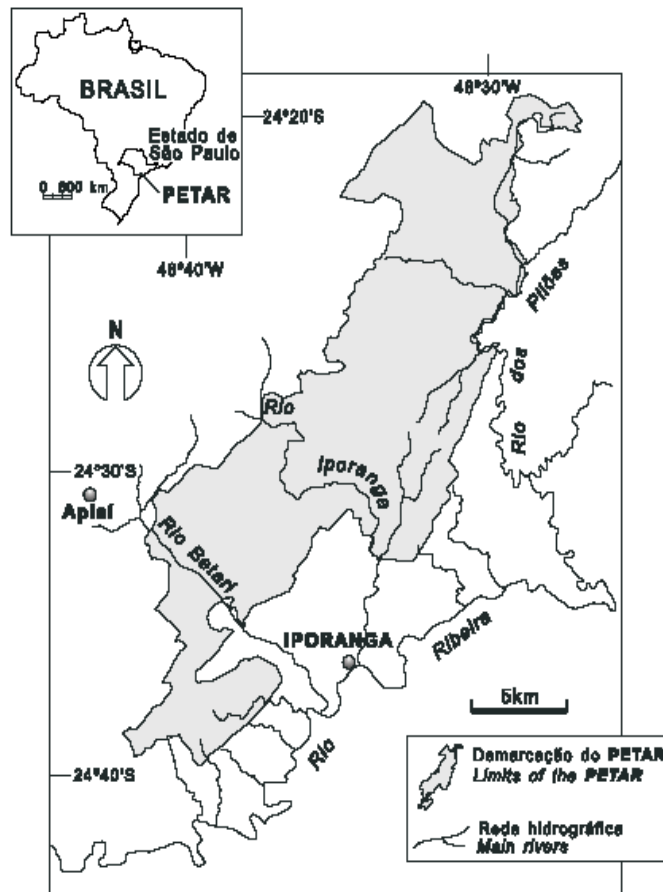 BRASIL
Estado de
São Paulo
0 600 km
PETAR
48°30'W
24°20'S
48°40'W
N
Pilões
dos
Rio
Rio
Iporanga
24°30'S
Apiaí
Rio Betari
IPORANGA
Ribeira
Rio
5km
24°40'S
Demarcação do PETAR
Limits of the PETAR
Rede hidrográfica
Main rivers